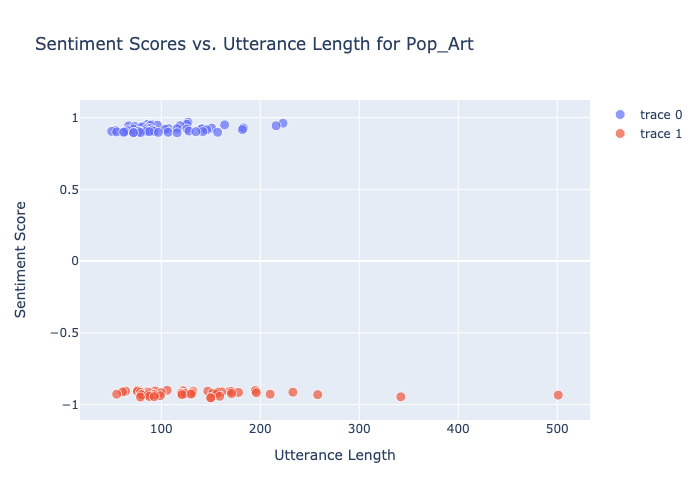 Sentiment Scores vs. Utterance Length for Pop_Art
trace 0
trace 1
1
0.5
0
−0.5
−1
Sentiment Score
100 200 300 400 500
Utterance Length